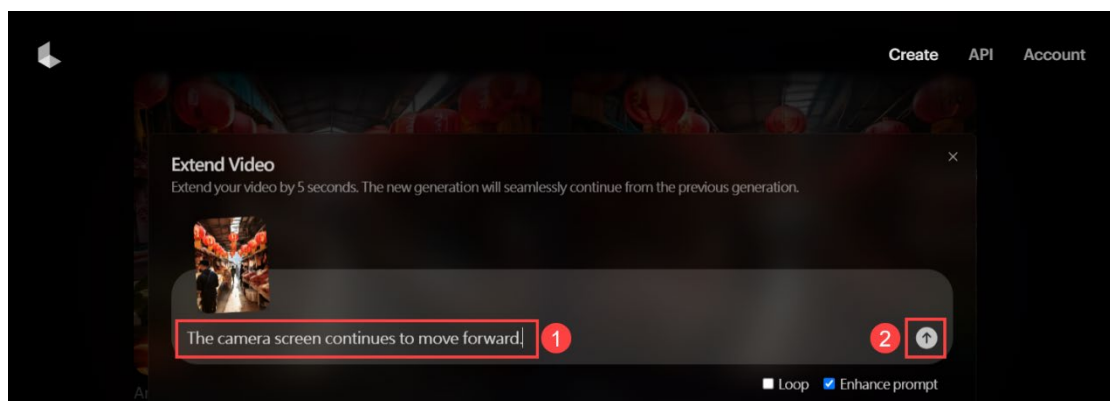 Create API Account
Extend Video
Extend your video by 5 seconds. The new generation will seamlessly continue from the previous generation.
The camera screen continues to move forward.
1
2
Loop Enhance prompt